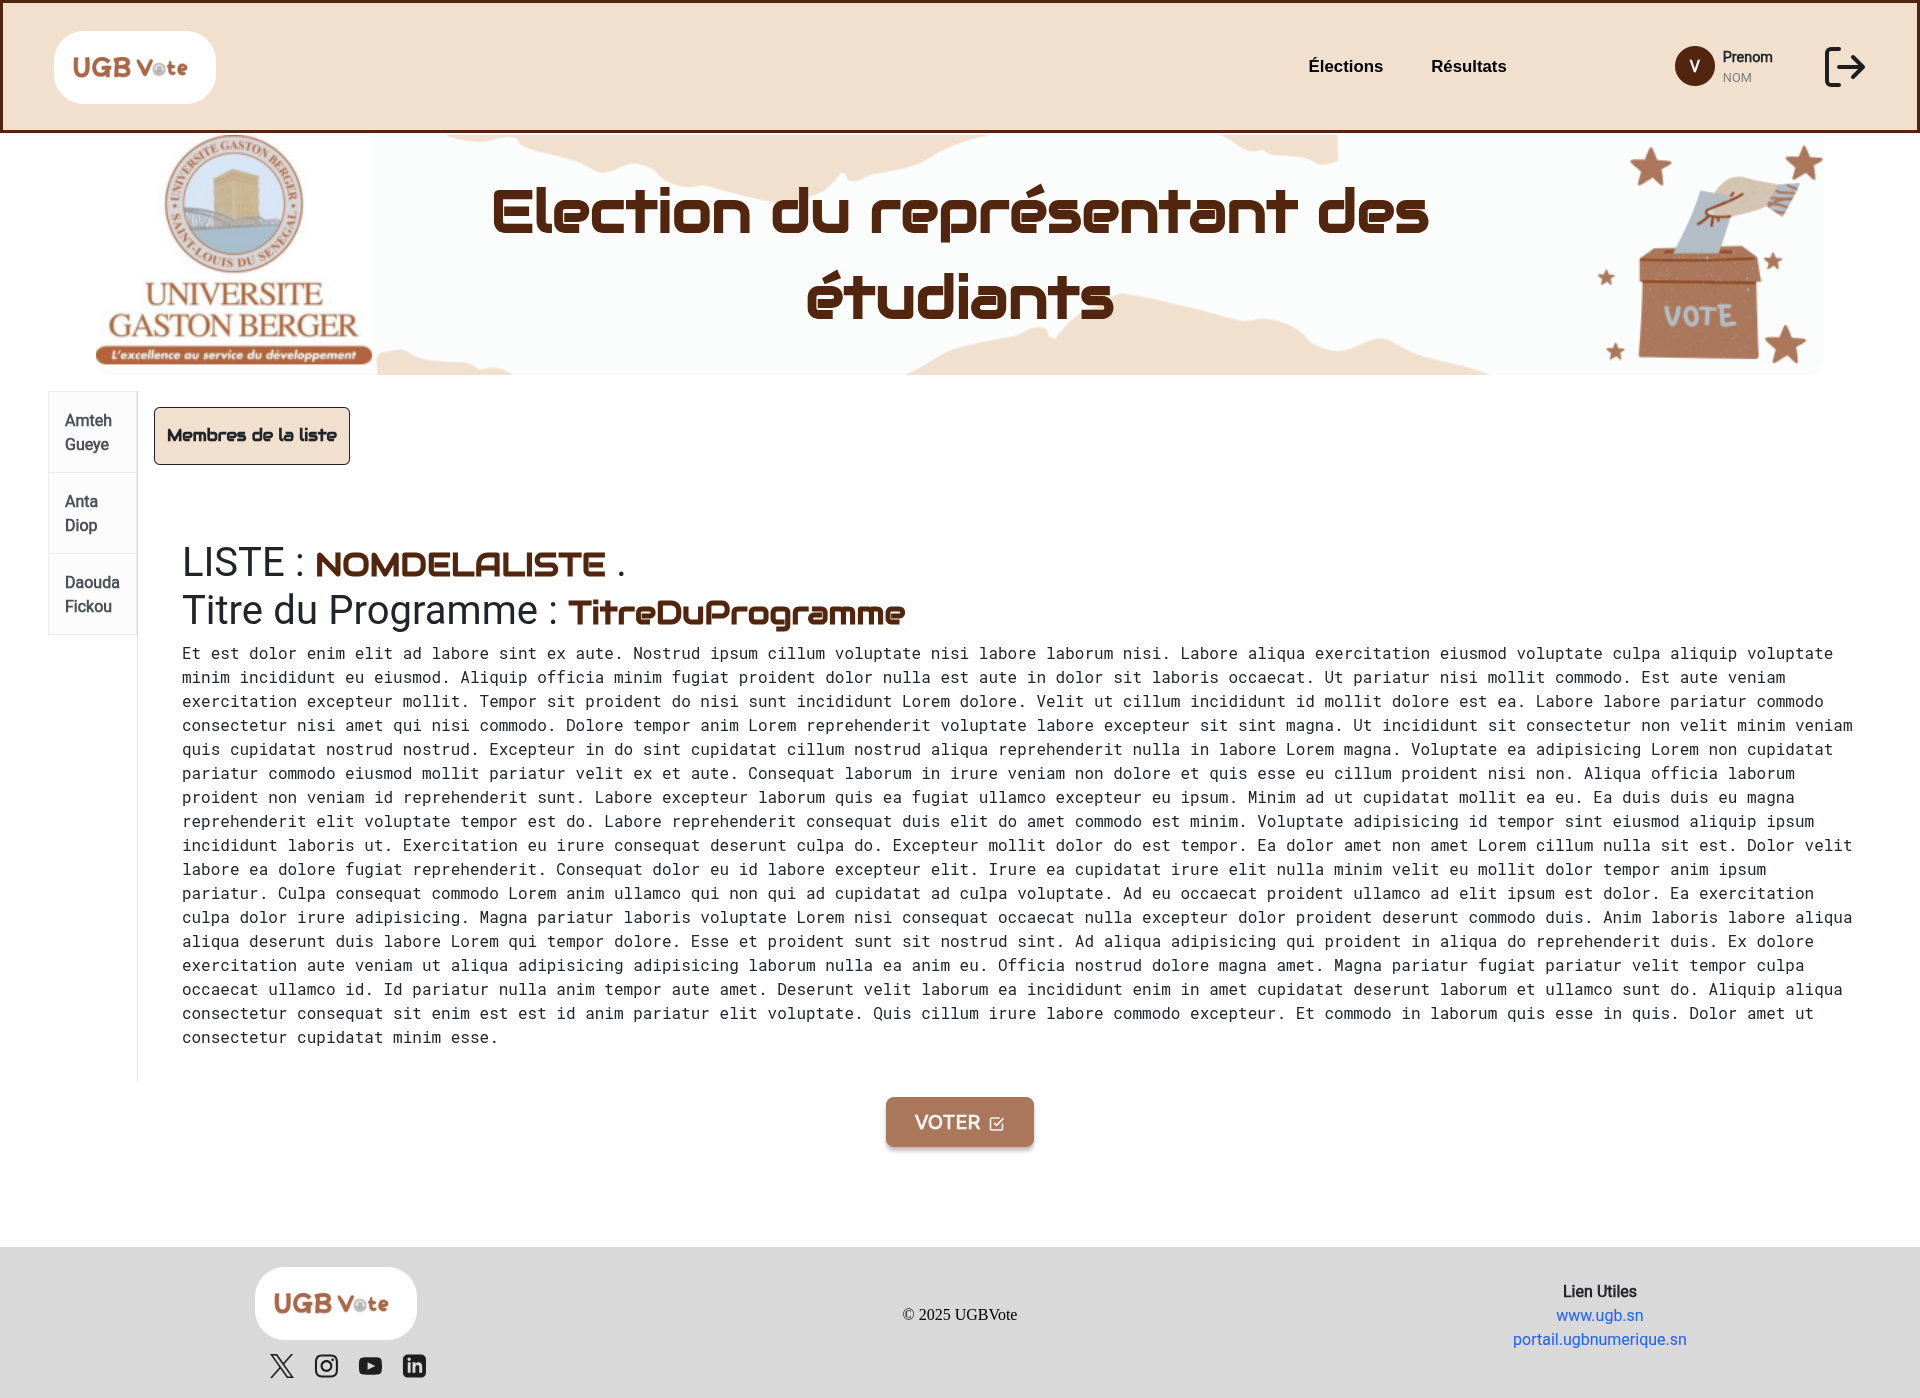 UGB Vote
Élections
Résultats
V
Prenom
NOM
UNIVERSITE GASTON BERGER
SAINT-LOUIS DU SENEGAL
UNIVERSITE
GASTON BERGER
L'excellence au service du développement
Election du représentant des
étudiants
VOTE
Amteh
Gueye
Anta
Diop
Daouda
Fickou
Membres de la liste
LISTE : NOMDELALISTE .
Titre du Programme : TitreDuProgramme
Et est dolor enim elit ad labore sint ex aute. Nostrud ipsum cillum voluptate nisi labore laborum nisi. Labore aliqua exercitation eiusmod voluptate culpa aliquip voluptate
minim incididunt eu eiusmod. Aliquip officia minim fugiat proident dolor nulla est aute in dolor sit laboris occaecat. Ut pariatur nisi mollit commodo. Est aute veniam
exercitation excepteur mollit. Tempor sit proident do nisi sunt incididunt Lorem dolore. Velit ut cillum incididunt id mollit dolore est ea. Labore labore pariatur commodo
consectetur nisi amet qui nisi commodo. Dolore tempor anim Lorem reprehenderit voluptate labore excepteur sit sint magna. Ut incididunt sit consectetur non velit minim veniam
quis cupidatat nostrud nostrud. Excepteur in do sint cupidatat cillum nostrud aliqua reprehenderit nulla in labore Lorem magna. Voluptate ea adipisicing Lorem non cupidatat
pariatur commodo eiusmod mollit pariatur velit ex et aute. Consequat laborum in irure veniam non dolore et quis esse eu cillum proident nisi non. Aliqua officia laborum
proident non veniam id reprehenderit sunt. Labore excepteur laborum quis ea fugiat ullamco excepteur eu ipsum. Minim ad ut cupidatat mollit ea eu. Ea duis duis eu magna
reprehenderit elit voluptate tempor est do. Labore reprehenderit consequat duis elit do amet commodo est minim. Voluptate adipisicing id tempor sint eiusmod aliquip ipsum
incididunt laboris ut. Exercitation eu irure consequat deserunt culpa do. Excepteur mollit dolor do est tempor. Ea dolor amet non amet Lorem cillum nulla sit est. Dolor velit
labore ea dolore fugiat reprehenderit. Consequat dolor eu id labore excepteur elit. Irure ea cupidatat irure elit nulla minim velit eu mollit dolor tempor anim ipsum
pariatur. Culpa consequat commodo Lorem anim ullamco qui non qui ad cupidatat ad culpa voluptate. Ad eu occaecat proident ullamco ad elit ipsum est dolor. Ea exercitation
culpa dolor irure adipisicing. Magna pariatur laboris voluptate Lorem nisi consequat occaecat nulla excepteur dolor proident deserunt commodo duis. Anim laboris labore aliqua
aliqua deserunt duis labore Lorem qui tempor dolore. Esse et proident sunt sit nostrud sint. Ad aliqua adipisicing qui proident in aliqua do reprehenderit duis. Ex dolore
exercitation aute veniam ut aliqua adipisicing adipisicing laborum nulla ea anim eu. Officia nostrud dolore magna amet. Magna pariatur fugiat pariatur velit tempor culpa
occaecat ullamco id. Id pariatur nulla anim tempor aute amet. Deserunt velit laborum ea incididunt enim in amet cupidatat deserunt laborum et ullamco sunt do. Aliquip aliqua
consectetur consequat sit enim est est id anim pariatur elit voluptate. Quis cillum irure labore commodo excepteur. Et commodo in laborum quis esse in quis. Dolor amet ut
consectetur cupidatat minim esse.
VOTER
UGB Vote
© 2025 UGBVote
Lien Utiles
www.ugb.sn
portail.ugbnumerique.sn